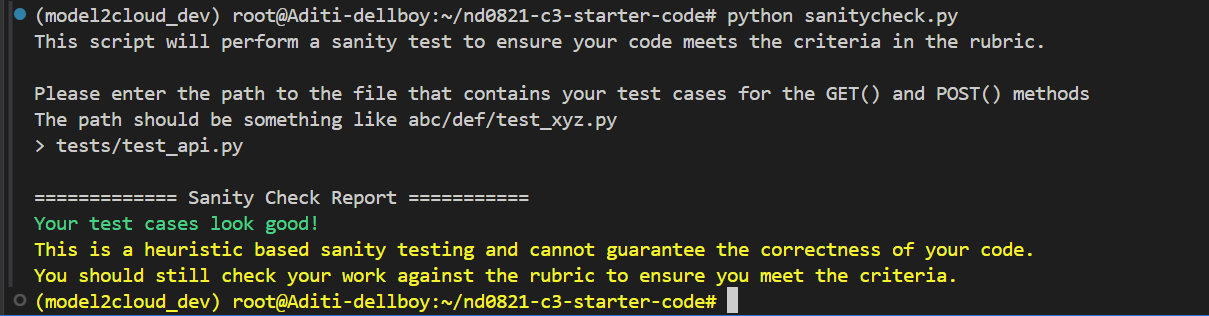 (model2cloud_dev) root@Aditi-dellboy:~/nd0821-c3-starter-code# python sanitycheck.py
This script will perform a sanity test to ensure your code meets the criteria in the rubric.
Please enter the path to the file that contains your test cases for the GET() and POST() methods
The path should be something like abc/def/test_xyz.py
> tests/test_api.py
============= Sanity Check Report ===========
Your test cases look good!
This is a heuristic based sanity testing and cannot guarantee the correctness of your code.
You should still check your work against the rubric to ensure you meet the criteria.
(model2cloud_dev) root@Aditi-dellboy:~/nd0821-c3-starter-code#